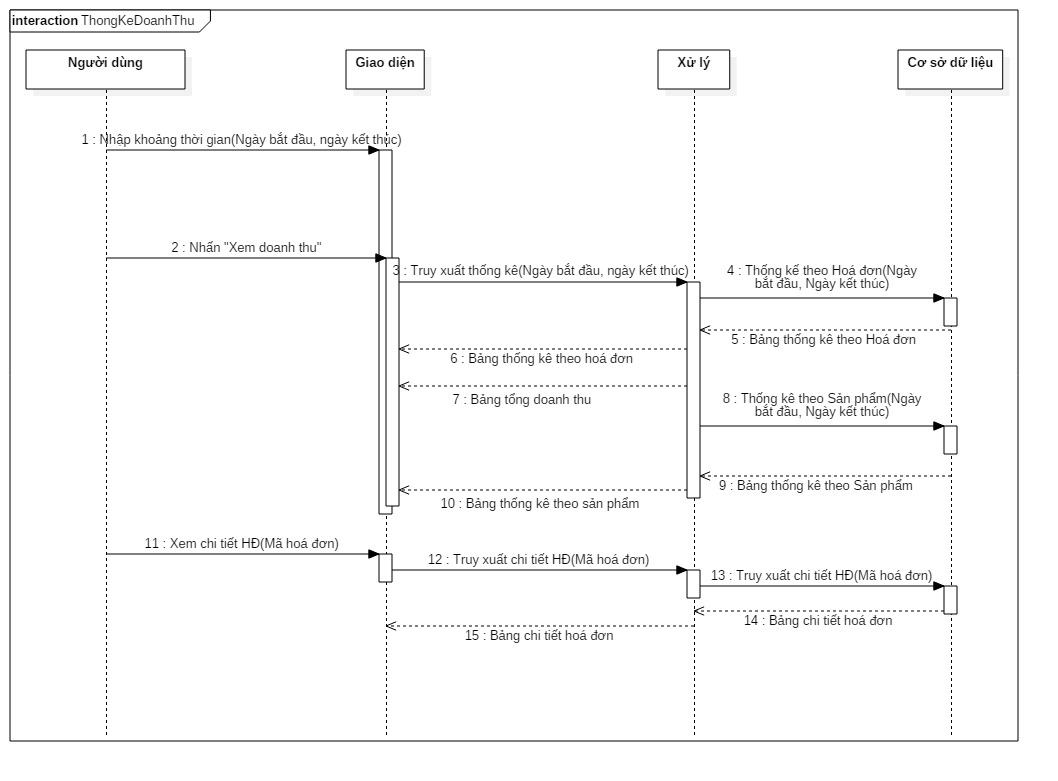 interaction ThongKeDoanhThu
Người dùng
Giao diện
Xử lý
Cơ sở dữ liệu
1 : Nhập khoảng thời gian(Ngày bắt đầu, ngày kết thúc)
2 : Nhấn "Xem doanh thu"
3 : Truy xuất thống kê(Ngày bắt đầu, ngày kết thúc)
4 : Thống kế theo Hoá đơn(Ngày
bắt đầu, Ngày kết thúc)
5 : Bảng thống kê theo Hoá đơn
6 : Bảng thống kê theo hoá đơn
7 : Bảng tổng doanh thu
8 : Thống kê theo Sản phẩm(Ngày
bắt đầu, Ngày kết thúc)
9 : Bảng thống kê theo Sản phẩm
10 : Bảng thống kê theo sản phẩm
11 : Xem chi tiết HĐ(Mã hoá đơn)
12 : Truy xuất chi tiết HĐ(Mã hoá đơn)
13 : Truy xuất chi tiết HĐ(Mã hoá đơn)
14 : Bảng chi tiết hoá đơn
15 : Bảng chi tiết hoá đơn